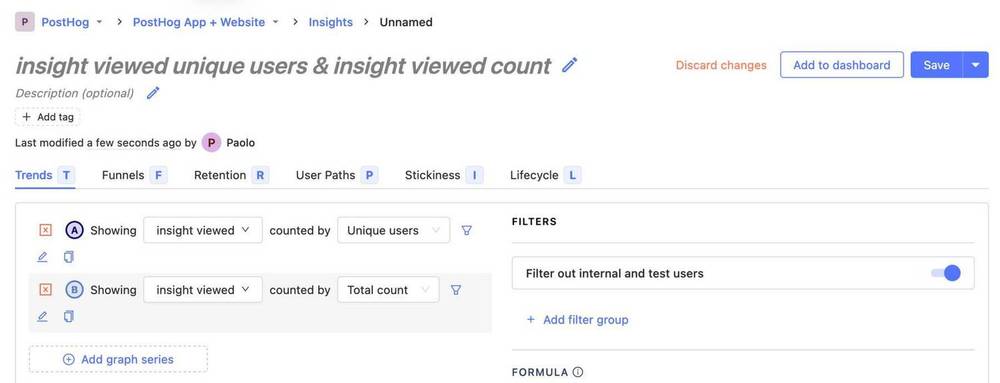 P PostHog > PostHog App + Website > Insights > Unnamed
insight viewed unique users & insight viewed count
Discard changes Add to dashboard Save
Description (optional)
+ Add tag
Last modified a few seconds ago by P Paolo
Trends T Funnels F Retention R User Paths P Stickiness I Lifecycle L
A Showing insight viewed counted by Unique users
B Showing insight viewed counted by Total count
Add graph series
FILTERS
Filter out internal and test users
+ Add filter group
FORMULA